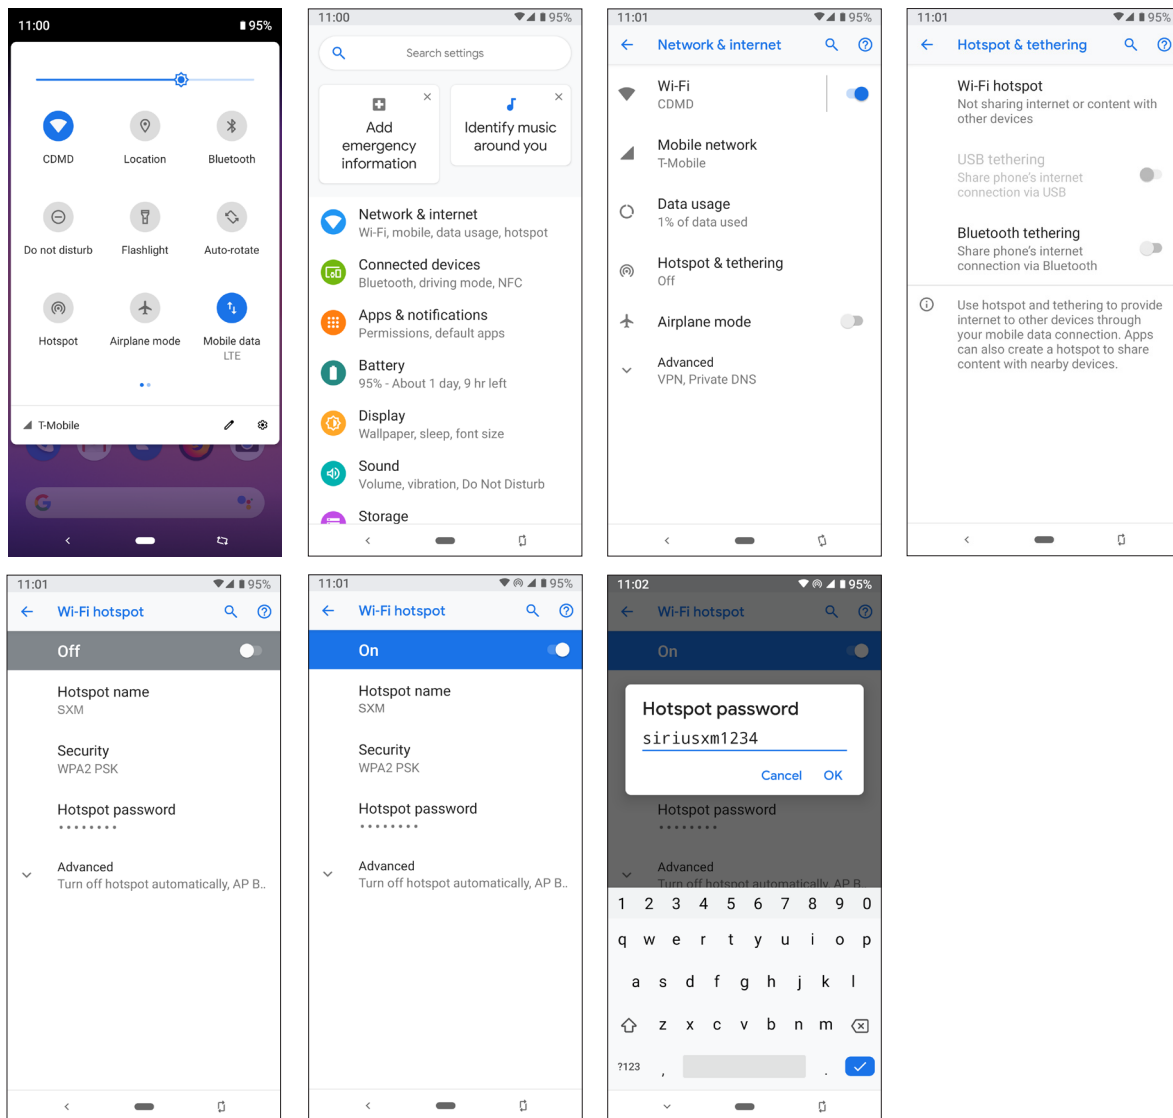 11:00
95%
CDMD
Location
Bluetooth
Do not disturb
Flashlight
Auto-rotate
Hotspot
Airplane mode
Mobile data
LTE
T-Mobile
11:00
95%
Search settings
Add
emergency
information
Identify music
around you
Network & internet
Wi-Fi, mobile, data usage, hotspot
Connected devices
Bluetooth, driving mode, NFC
Apps & notifications
Permissions, default apps
Battery
95% - About 1 day, 9 hr left
Display
Wallpaper, sleep, font size
Sound
Volume, vibration, Do Not Disturb
Storage
11:01
95%
Network & internet
Wi-Fi
CDMD
Mobile network
T-Mobile
Data usage
1% of data used
Hotspot & tethering
Off
Airplane mode
Advanced
VPN, Private DNS
11:01
95%
Hotspot & tethering
Wi-Fi hotspot
Not sharing internet or content with
other devices
USB tethering
Share phone's internet
connection via USB
Bluetooth tethering
Share phone's internet
connection via Bluetooth
Use hotspot and tethering to provide
internet to other devices through
your mobile data connection. Apps
can also create a hotspot to share
content with nearby devices.
11:01
95%
Wi-Fi hotspot
Off
Hotspot name
SXM
Security
WPA2 PSK
Hotspot password
••••••••
Advanced
Turn off hotspot automatically, AP B..
11:01
95%
Wi-Fi hotspot
On
Hotspot name
SXM
Security
WPA2 PSK
Hotspot password
••••••••
Advanced
Turn off hotspot automatically, AP B..
11:02
95%
Wi-Fi hotspot
On
Hotspot password
siriusxm1234
Cancel OK
Hotspot password
••••••••
Advanced
Turn off hotspot automatically, AP B
1 2 3 4 5 6 7 8 9 0
q w e r t y u i o p
a s d f g h j k l
z x c v b n m
?123 , .